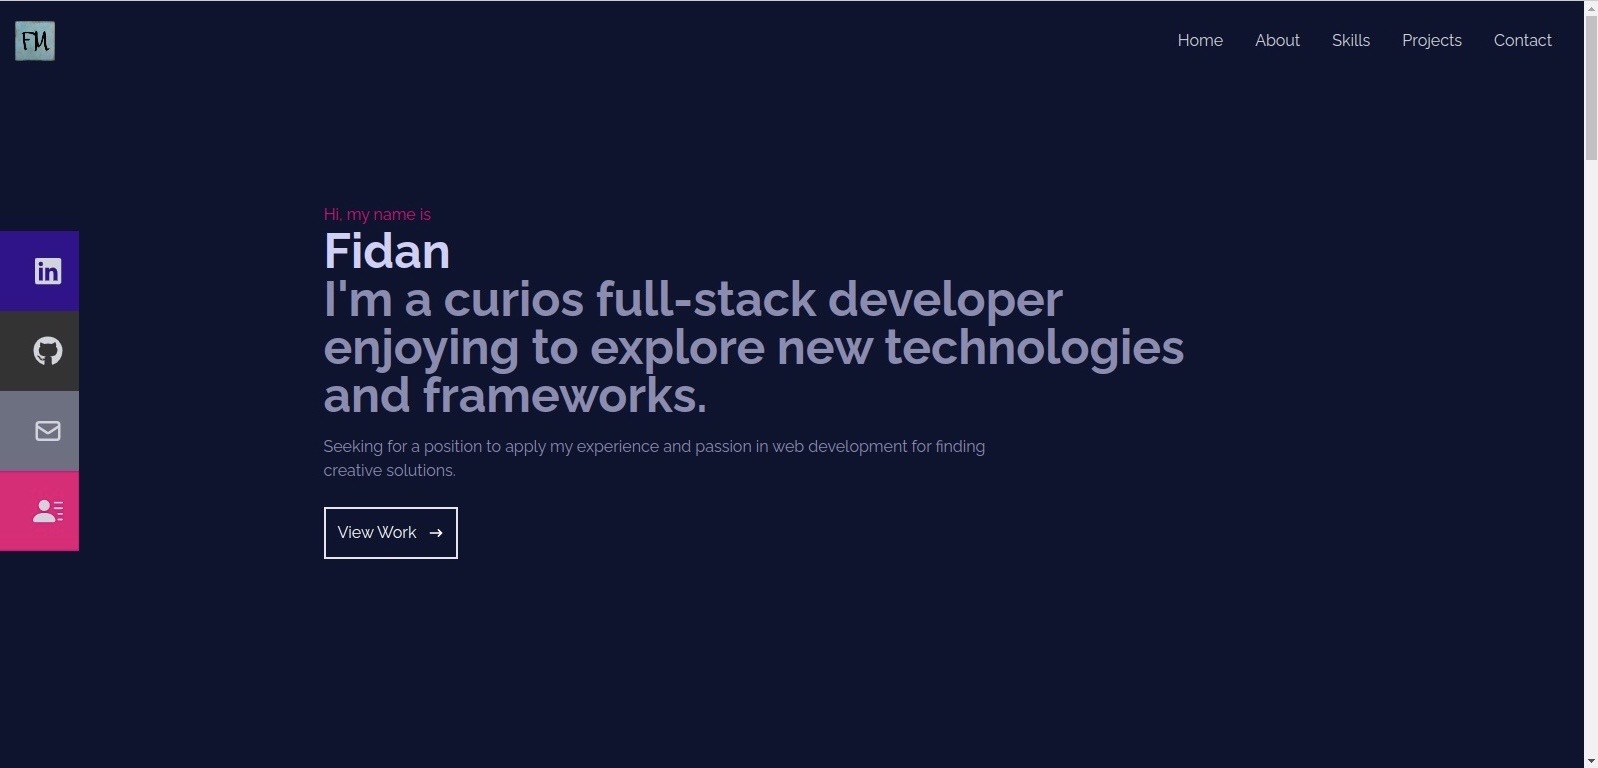 FM
Home About Skills Projects Contact
Hi, my name is
Fidan
I'm a curios full-stack developer
enjoying to explore new technologies
and frameworks.
Seeking for a position to apply my experience and passion in web development for finding
creative solutions.
View Work →
in